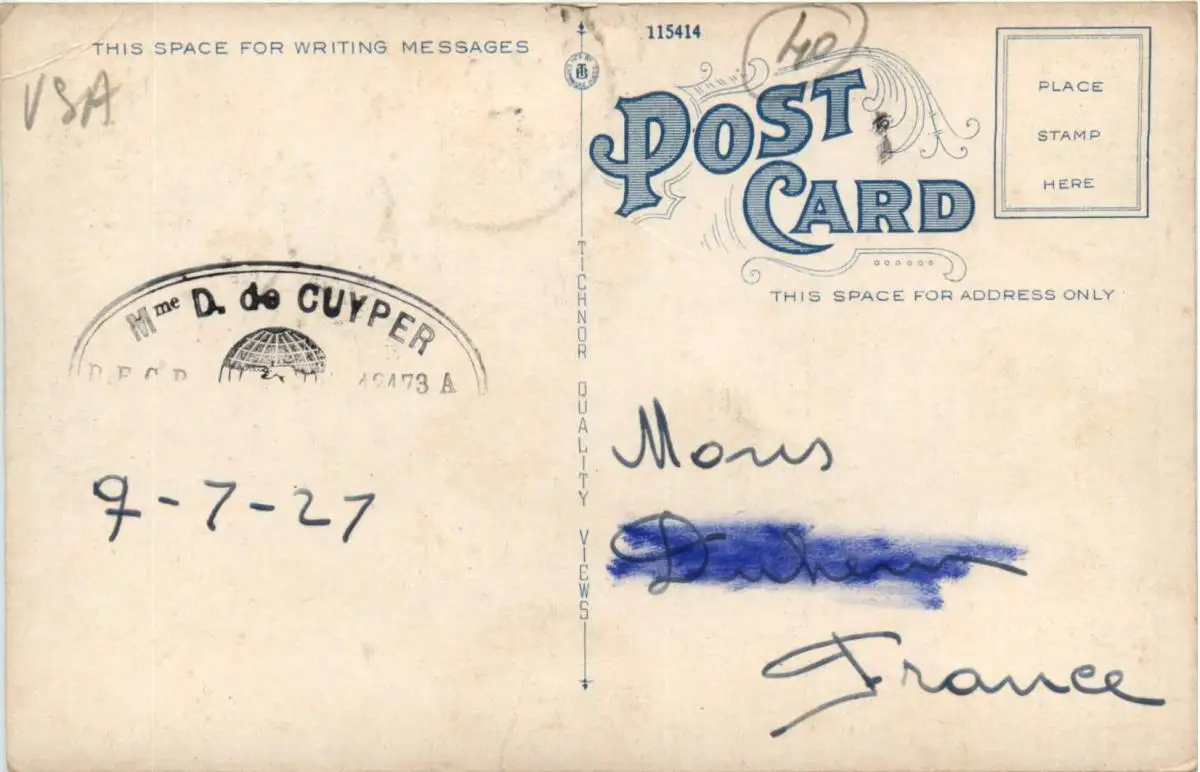 THIS SPACE FOR WRITING MESSAGES
USA
Mme D. de CUYPER
42473 A
9-7-27
TICHNOR QUALITY VIEWS
115414
40
POST CARD
PLACE
STAMP
HERE
THIS SPACE FOR ADDRESS ONLY
Mons
France